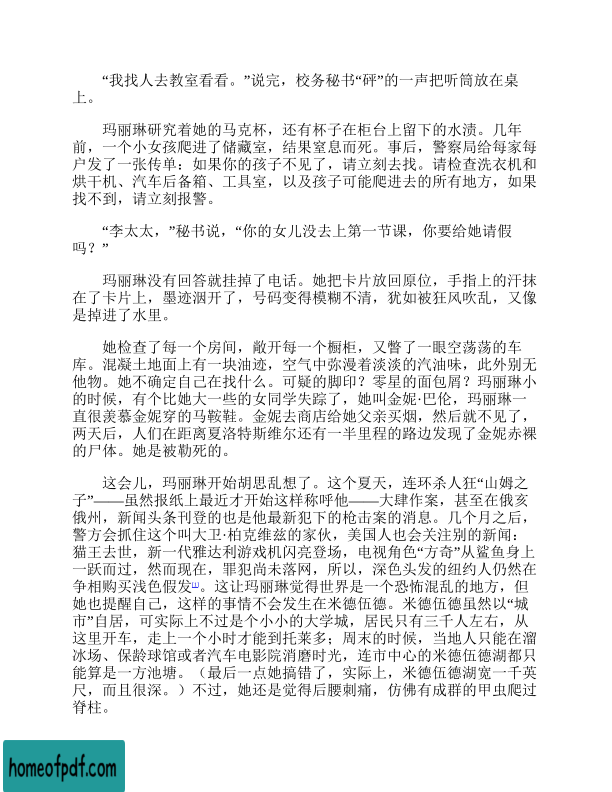 “我找人去教室看看。”说完，校务秘书“砰”的一声把听筒放在桌
上。
玛丽琳研究着她的马克杯，还有杯子在柜台上留下的水渍。几年
前，一个小女孩爬进了储藏室，结果窒息而死。事后，警察局给每家每
户发了一张传单：如果你的孩子不见了，请立刻去找。请检查洗衣机和
烘干机、汽车后备箱、工具室，以及孩子可能爬进去的所有地方，如果
找不到，请立刻报警。
“李太太，”秘书说，“你的女儿没去上第一节课，你要给她请假
吗？”
玛丽琳没有回答就挂掉了电话。她把卡片放回原位，手指上的汗抹
在了卡片上，墨迹洇开了，号码变得模糊不清，犹如被狂风吹乱，又像
是掉进了水里。
她检查了每一个房间，敞开每一个橱柜，又瞥了一眼空荡荡的车
库。混凝土地面上有一块油迹，空气中弥漫着淡淡的汽油味，此外别无
他物。她不确定自己在找什么。可疑的脚印？零星的面包屑？玛丽琳小
的时候，有个比她大一些的女同学失踪了，她叫金妮·巴伦，玛丽琳一
直很羡慕金妮穿的马鞍鞋。金妮去商店给她父亲买烟，然后就不见了，
两天后，人们在距离夏洛特斯维尔还有一半里程的路边发现了金妮赤裸
的尸体。她是被勒死的。
这会儿，玛丽琳开始胡思乱想了。这个夏天，连环杀人狂“山姆之
子”——虽然报纸上最近才开始这样称呼他——大肆作案，甚至在俄亥
俄州，新闻头条刊登的也是他最新犯下的枪击案的消息。几个月之后，
警方会抓住这个叫大卫·柏克维兹的家伙，美国人也会关注别的新闻：
猫王去世，新一代雅达利游戏机闪亮登场，电视角色“方奇”从鲨鱼身上
一跃而过，然而现在，罪犯尚未落网，所以，深色头发的纽约人仍然在
争相购买浅色假发[1]。这让玛丽琳觉得世界是一个恐怖混乱的地方，但
她也提醒自己，这样的事情不会发生在米德伍德。米德伍德虽然以“城
市”自居，可实际上不过是个小小的大学城，居民只有三千人左右，从
这里开车，走上一个小时才能到托莱多；周末的时候，当地人只能在溜
冰场、保龄球馆或者汽车电影院消磨时光，连市中心的米德伍德湖都只
能算是一方池塘。（最后一点她搞错了，实际上，米德伍德湖宽一千英
尺，而且很深。）不过，她还是觉得后腰刺痛，仿佛有成群的甲虫爬过
脊柱。
homeofpdf.com